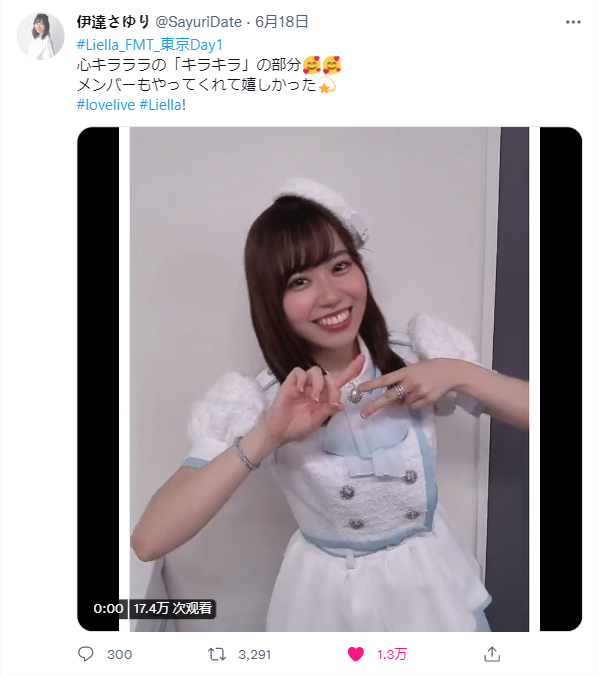 伊達さゆり @SayuriDate · 6月18日
#Liella_FMT_東京Day1
心キラララの「キラキラ」の部分🥰🥰
メンバーもやってくれて嬉しかった💫
#lovelive #Liella!
0:00 17.4万 次观看
300 3,291 1.3万